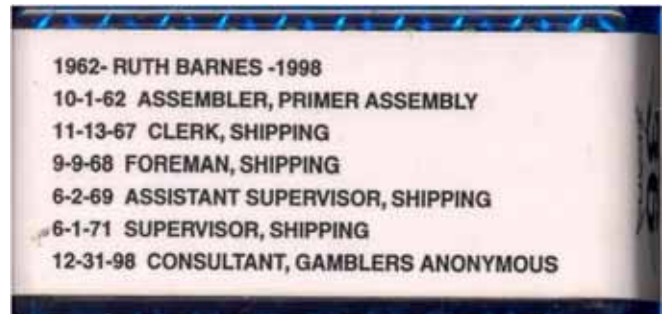 1962- RUTH BARNES -1998
10-1-62 ASSEMBLER, PRIMER ASSEMBLY
11-13-67 CLERK, SHIPPING
9-9-68 FOREMAN, SHIPPING
6-2-69 ASSISTANT SUPERVISOR, SHIPPING
6-1-71 SUPERVISOR, SHIPPING
12-31-98 CONSULTANT, GAMBLERS ANONYMOUS